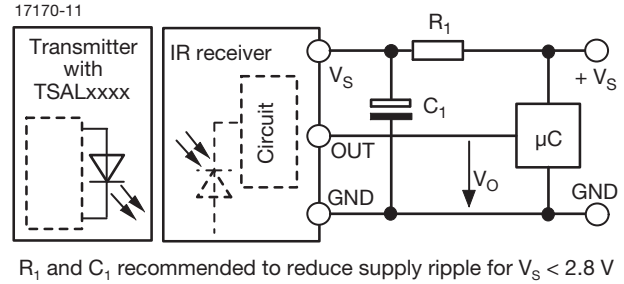 17170-11
Transmitter
with
TSALxxxx
IR receiver
Circuit
VS
OUT
GND
R1
C1
+ VS
µC
VO
GND
R1 and C1 recommended to reduce supply ripple for VS < 2.8 V